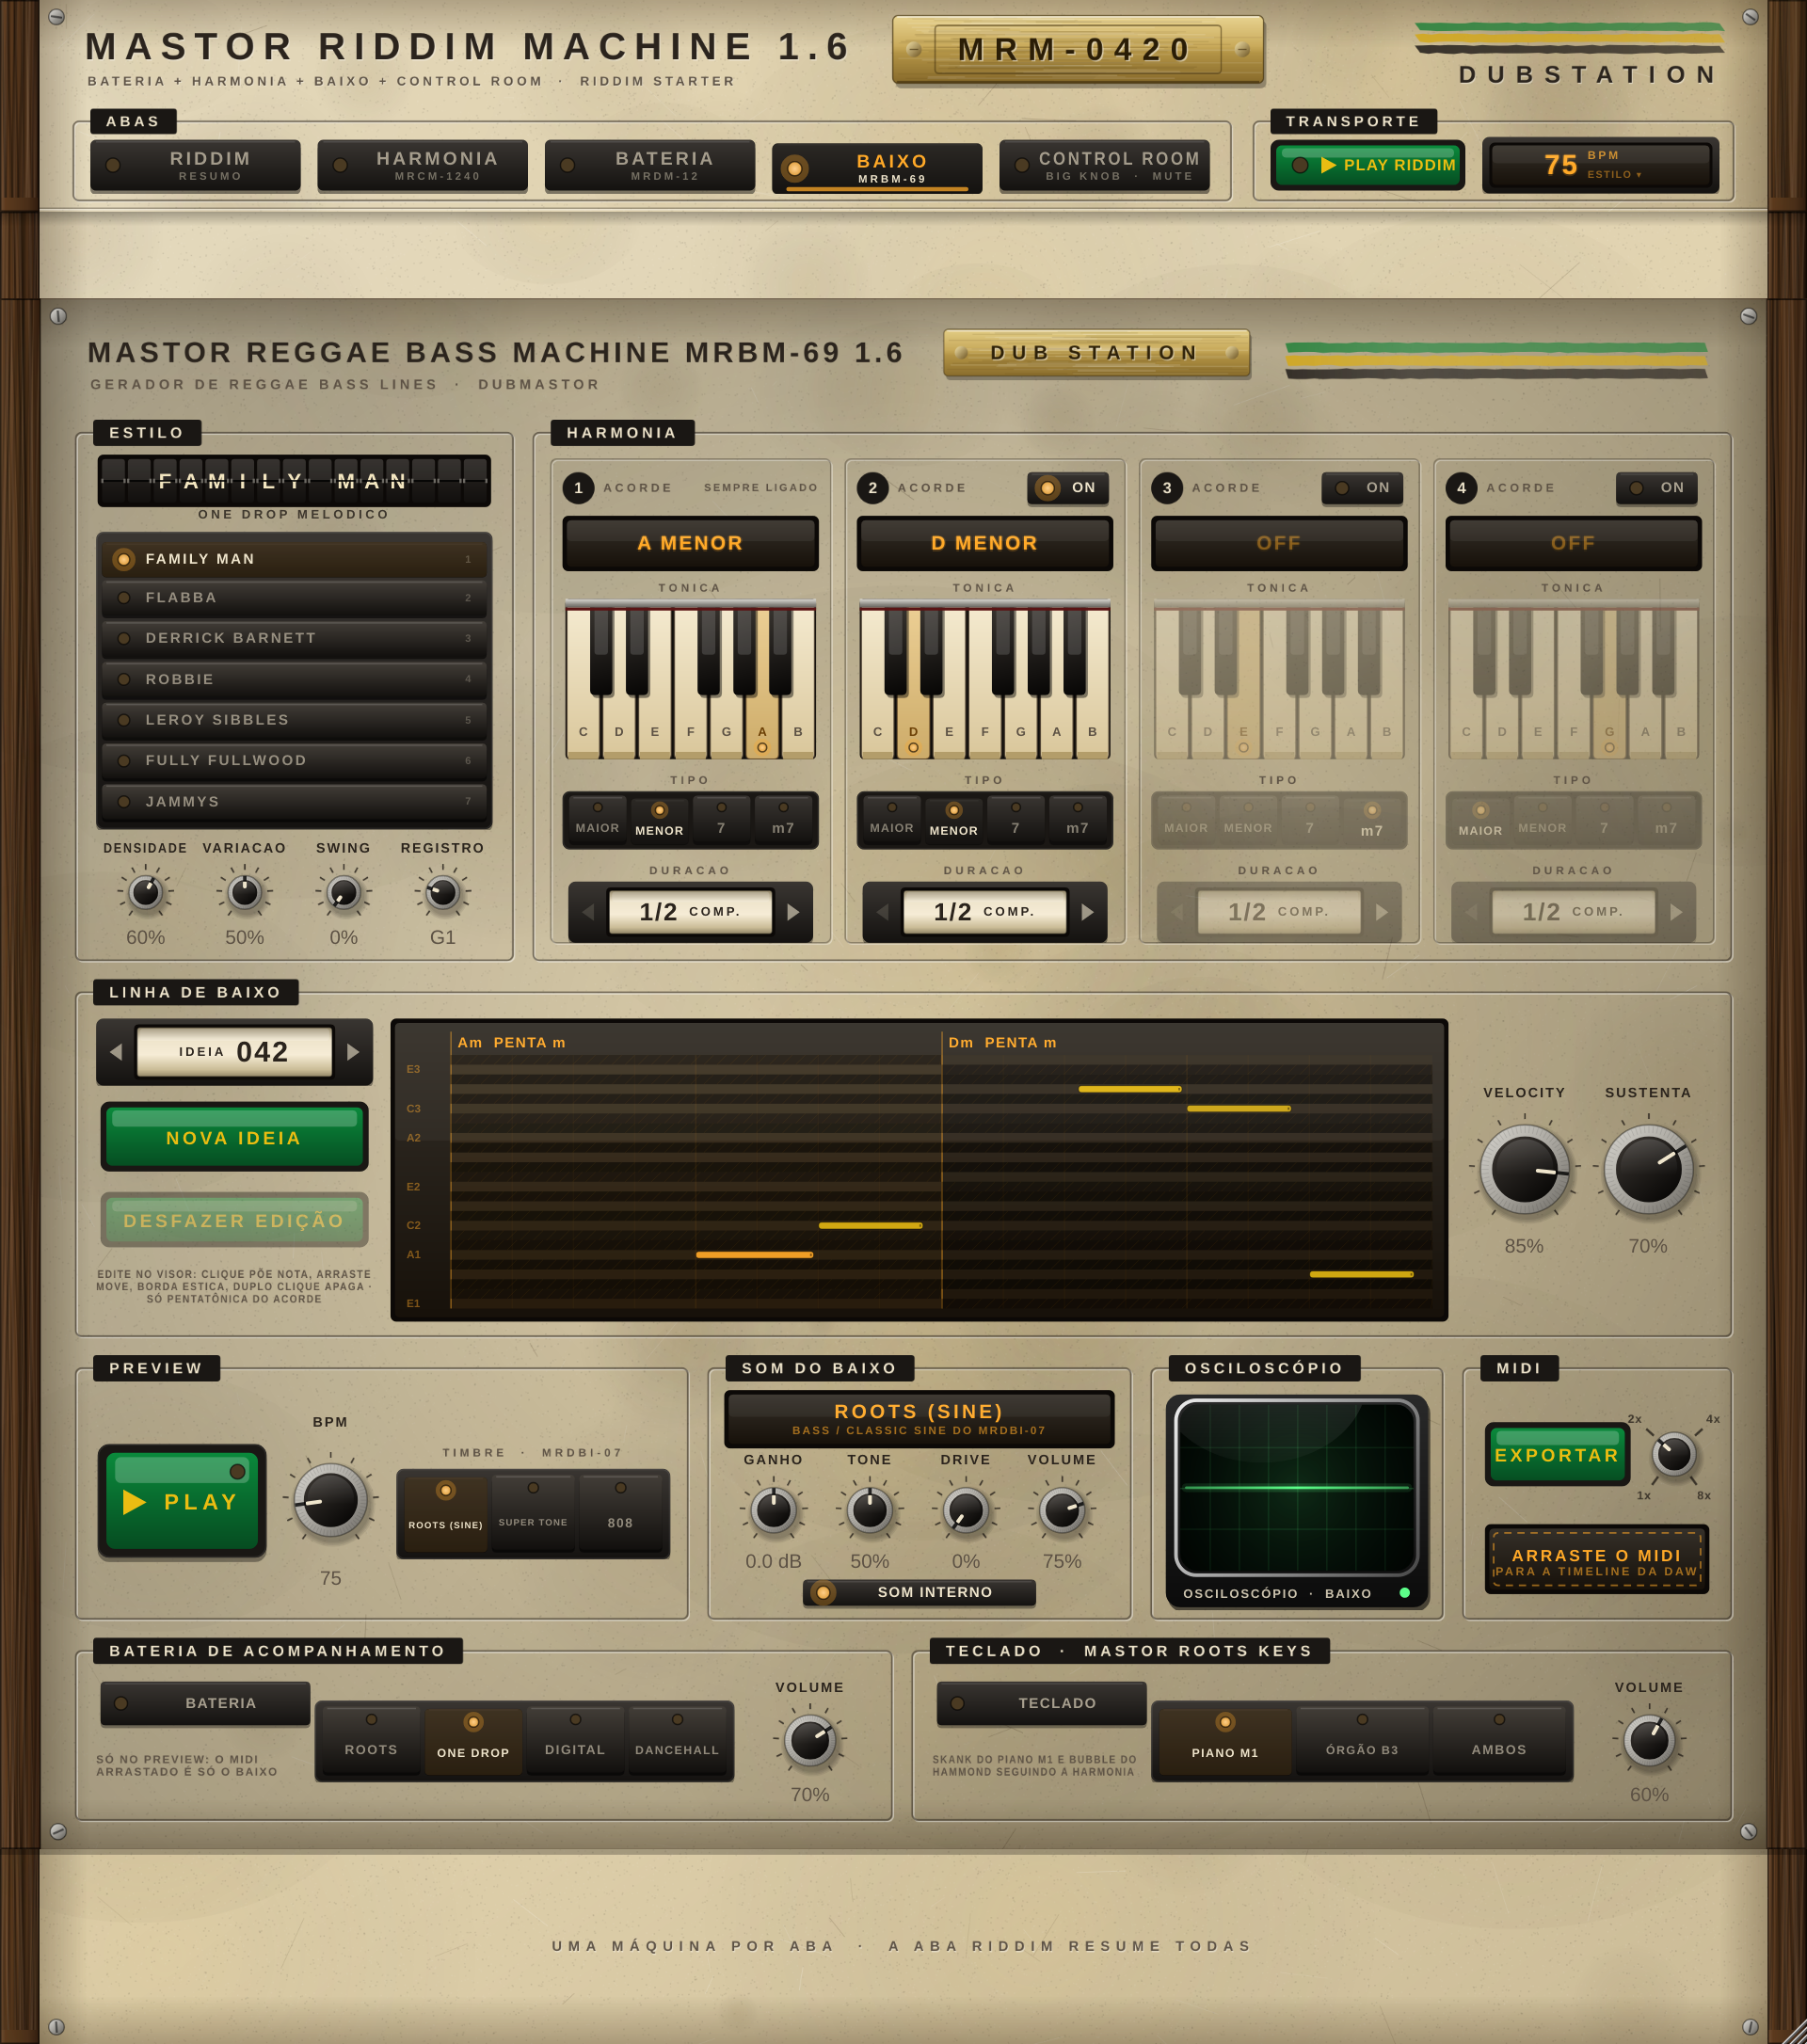 MASTOR RIDDIM MACHINE 1.6
BATERIA + HARMONIA + BAIXO + CONTROL ROOM · RIDDIM STARTER
MRM-0420
DUBSTATION
ABAS
RIDDIM
RESUMO
HARMONIA
MRCM-1240
BATERIA
MRDM-12
BAIXO
MRBM-69
CONTROL ROOM
BIG KNOB · MUTE
TRANSPORTE
PLAY RIDDIM
75 BPM
ESTILO ▾
MASTOR REGGAE BASS MACHINE MRBM-69 1.6
GERADOR DE REGGAE BASS LINES · DUBMASTOR
DUB STATION
ESTILO
FAMILY MAN
ONE DROP MELODICO
FAMILY MAN 1
FLABBA 2
DERRICK BARNETT 3
ROBBIE 4
LEROY SIBBLES 5
FULLY FULLWOOD 6
JAMMYS 7
DENSIDADE VARIACAO SWING REGISTRO
60% 50% 0% G1
HARMONIA
1 ACORDE SEMPRE LIGADO
A MENOR
TONICA
C D E F G A B
TIPO
MAIOR MENOR 7 m7
DURACAO
1/2 COMP.
2 ACORDE ON
D MENOR
TONICA
C D E F G A B
TIPO
MAIOR MENOR 7 m7
DURACAO
1/2 COMP.
3 ACORDE ON
OFF
TONICA
C D E F G A B
TIPO
MAIOR MENOR 7 m7
DURACAO
1/2 COMP.
4 ACORDE ON
OFF
TONICA
C D E F G A B
TIPO
MAIOR MENOR 7 m7
DURACAO
1/2 COMP.
LINHA DE BAIXO
IDEIA 042
NOVA IDEIA
DESFAZER EDIÇÃO
EDITE NO VISOR: CLIQUE PÕE NOTA, ARRASTE
MOVE, BORDA ESTICA, DUPLO CLIQUE APAGA ·
SÓ PENTATÔNICA DO ACORDE
Am PENTA m
Dm PENTA m
E3
C3
A2
E2
C2
A1
E1
VELOCITY SUSTENTA
85% 70%
PREVIEW
PLAY
BPM
75
TIMBRE · MRDBI-07
ROOTS (SINE) SUPER TONE 808
SOM DO BAIXO
ROOTS (SINE)
BASS / CLASSIC SINE DO MRDBI-07
GANHO TONE DRIVE VOLUME
0.0 dB 50% 0% 75%
SOM INTERNO
OSCILOSCÓPIO
OSCILOSCÓPIO · BAIXO
MIDI
EXPORTAR
2x 4x
1x 8x
ARRASTE O MIDI
PARA A TIMELINE DA DAW
BATERIA DE ACOMPANHAMENTO
BATERIA
SÓ NO PREVIEW: O MIDI
ARRASTADO É SÓ O BAIXO
ROOTS ONE DROP DIGITAL DANCEHALL
VOLUME
70%
TECLADO · MASTOR ROOTS KEYS
TECLADO
SKANK DO PIANO M1 E BUBBLE DO
HAMMOND SEGUINDO A HARMONIA
PIANO M1 ÓRGÃO B3 AMBOS
VOLUME
60%
UMA MÁQUINA POR ABA · A ABA RIDDIM RESUME TODAS